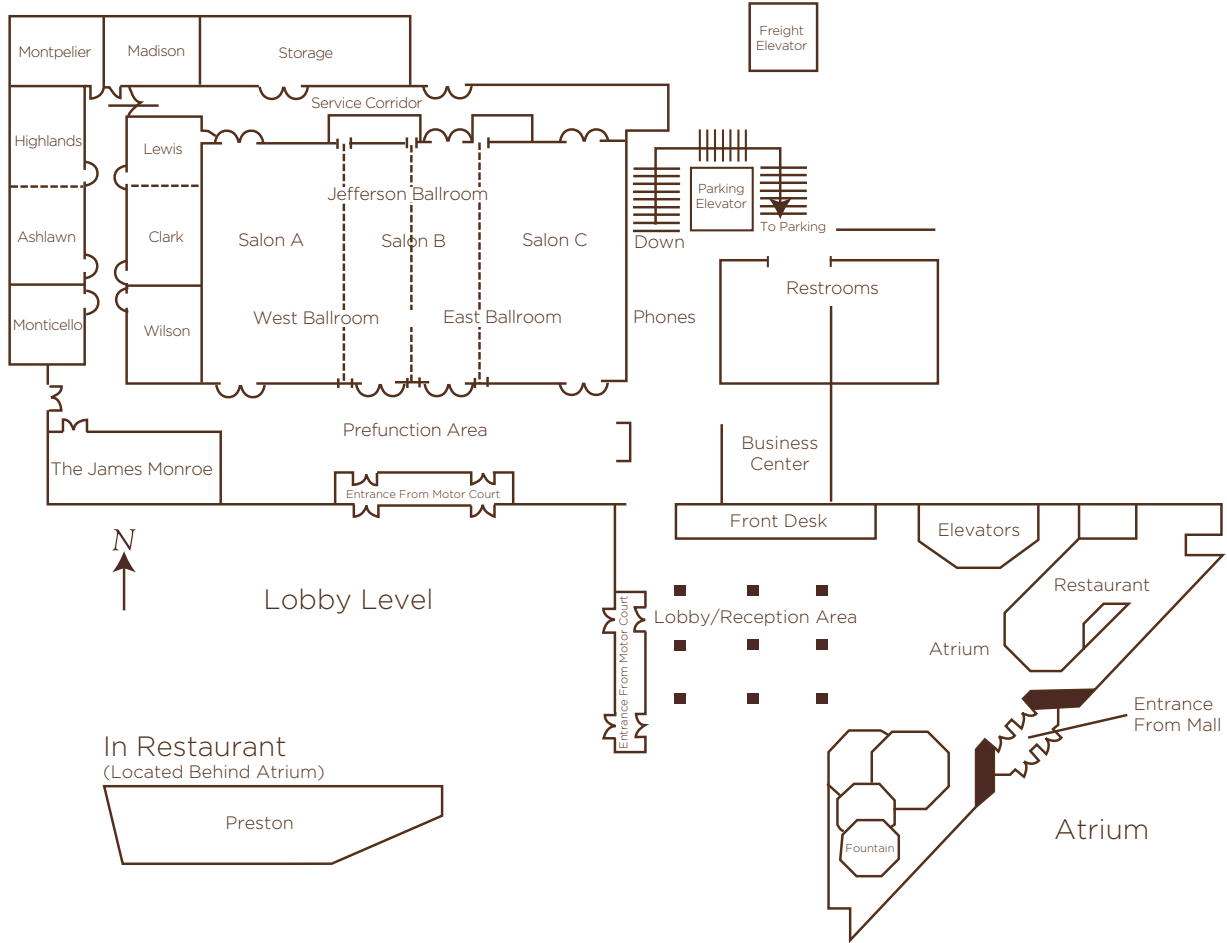 Freight
Elevator
Montpelier
Madison
Storage
Service Corridor
Highlands
Lewis
Jefferson Ballroom
Parking
Elevator
To Parking
Ashlawn
Clark
Salon A
Salon B
Salon C
Down
Restrooms
Monticello
Wilson
West Ballroom
East Ballroom
Phones
Prefunction Area
Business
Center
The James Monroe
Entrance From Motor Court
Front Desk
Elevators
N
Lobby Level
Restaurant
Lobby/Reception Area
Entrance From Motor Court
Atrium
Entrance
From Mall
In Restaurant
(Located Behind Atrium)
Preston
Atrium
Fountain